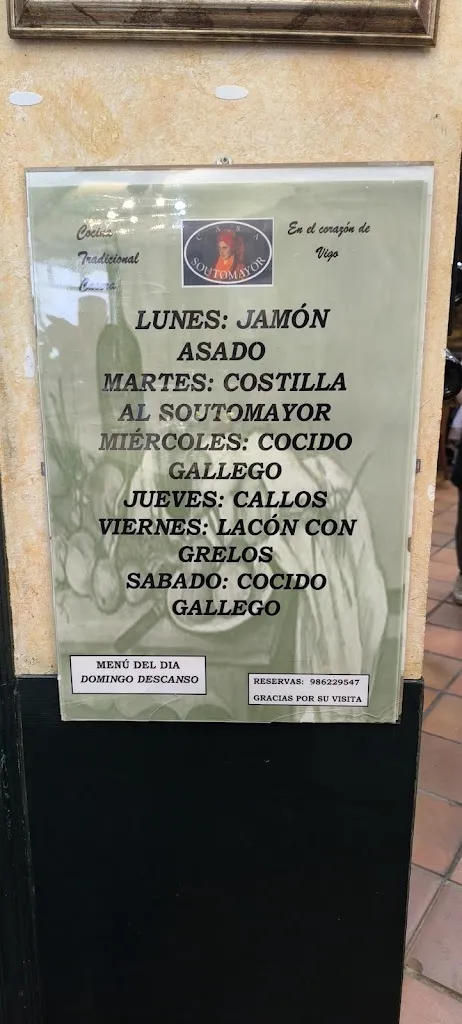 Cocina
Tradicional
Casera
CASA
SOUTOMAYOR
En el corazón de
Vigo
LUNES: JAMÓN
ASADO
MARTES: COSTILLA
AL SOUTOMAYOR
MIÉRCOLES: COCIDO
GALLEGO
JUEVES: CALLOS
VIERNES: LACÓN CON
GRELOS
SABADO: COCIDO
GALLEGO
MENÚ DEL DIA
DOMINGO DESCANSO
RESERVAS: 986229547
GRACIAS POR SU VISITA